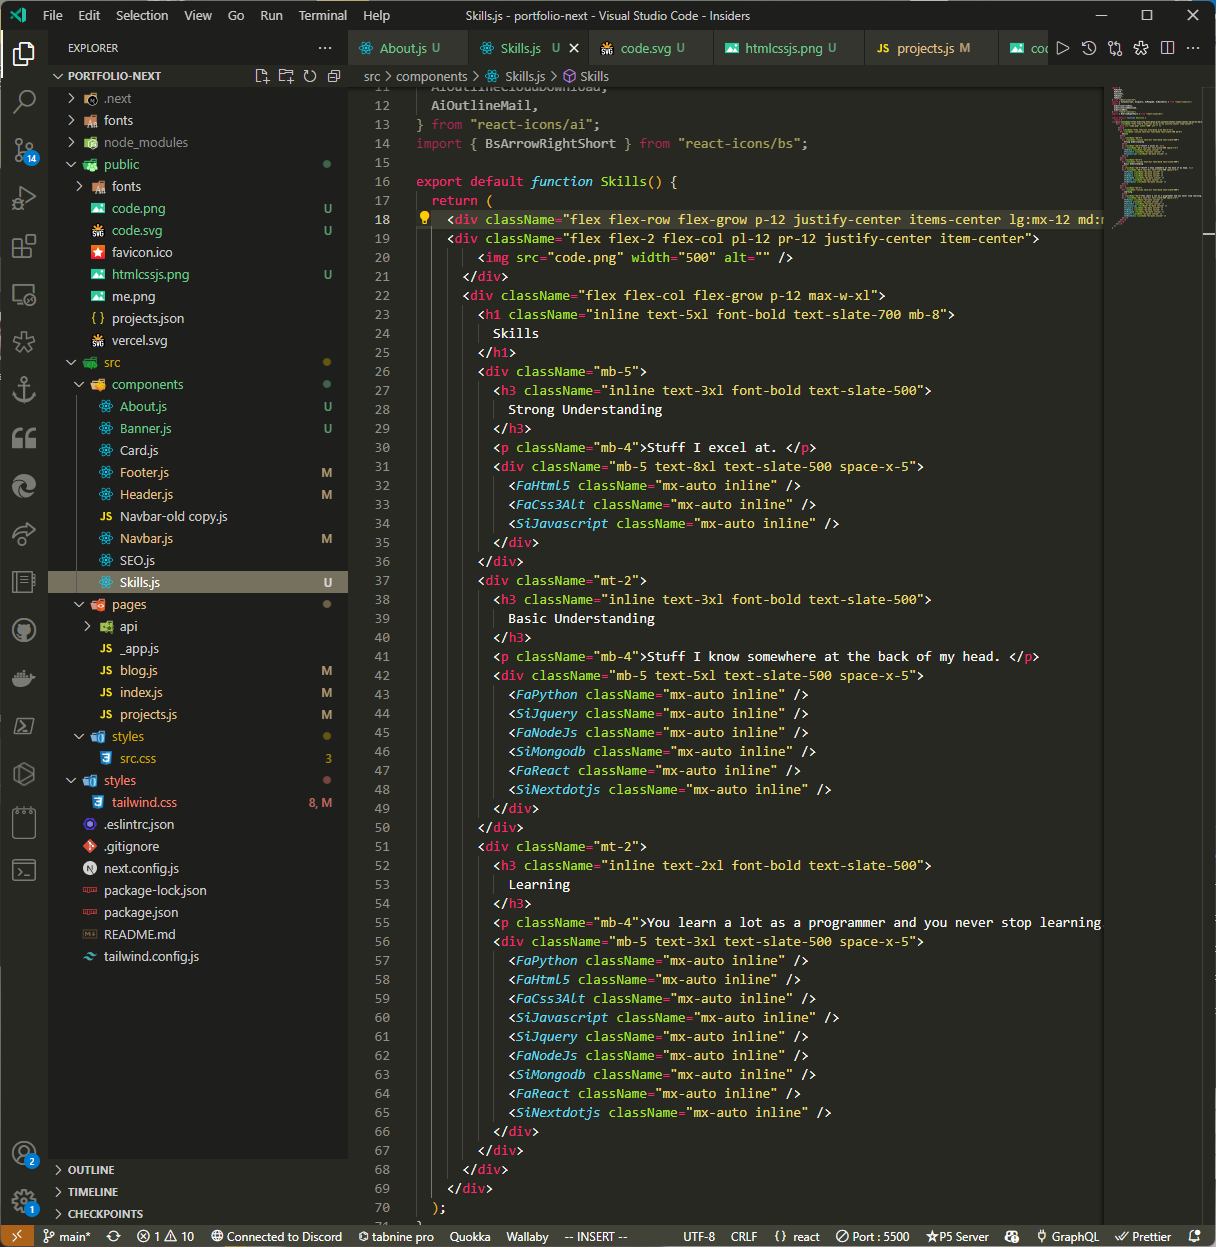 File Edit Selection View Go Run Terminal Help
Skills.js - portfolio-next - Visual Studio Code - Insiders
EXPLORER
PORTFOLIO-NEXT
.next
fonts
node_modules
public
fonts
code.png U
code.svg U
favicon.ico
htmlcssjs.png U
me.png
{} projects.json
vercel.svg
src
components
About.js U
Banner.js U
Card.js
Footer.js M
Header.js M
JS Navbar-old copy.js
Navbar.js M
SEO.js
Skills.js U
pages
api
JS _app.js
JS blog.js M
JS index.js M
JS projects.js M
styles
src.css 3
styles
tailwind.css 8, M
.eslintrc.json
.gitignore
next.config.js
package-lock.json
package.json
README.md
tailwind.config.js
OUTLINE
TIMELINE
CHECKPOINTS
14
2
1
About.js U
Skills.js U
code.svg U
htmlcssjs.png U
JS projects.js M
src > components > Skills.js > Skills
11 AiOutlineCloudDownload,
12 AiOutlineMail,
13 } from "react-icons/ai";
14 import { BsArrowRightShort } from "react-icons/bs";
15
16 export default function Skills() {
17 return (
18 <div className="flex flex-row flex-grow p-12 justify-center items-center lg:mx-12 md:
19 <div className="flex flex-2 flex-col pl-12 pr-12 justify-center item-center">
20 <img src="code.png" width="500" alt="" />
21 </div>
22 <div className="flex flex-col flex-grow p-12 max-w-xl">
23 <h1 className="inline text-5xl font-bold text-slate-700 mb-8">
24 Skills
25 </h1>
26 <div className="mb-5">
27 <h3 className="inline text-3xl font-bold text-slate-500">
28 Strong Understanding
29 </h3>
30 <p className="mb-4">Stuff I excel at. </p>
31 <div className="mb-5 text-8xl text-slate-500 space-x-5">
32 <FaHtml5 className="mx-auto inline" />
33 <FaCss3Alt className="mx-auto inline" />
34 <SiJavascript className="mx-auto inline" />
35 </div>
36 </div>
37 <div className="mt-2">
38 <h3 className="inline text-3xl font-bold text-slate-500">
39 Basic Understanding
40 </h3>
41 <p className="mb-4">Stuff I know somewhere at the back of my head. </p>
42 <div className="mb-5 text-5xl text-slate-500 space-x-5">
43 <FaPython className="mx-auto inline" />
44 <SiJquery className="mx-auto inline" />
45 <FaNodeJs className="mx-auto inline" />
46 <SiMongodb className="mx-auto inline" />
47 <FaReact className="mx-auto inline" />
48 <SiNextdotjs className="mx-auto inline" />
49 </div>
50 </div>
51 <div className="mt-2">
52 <h3 className="inline text-2xl font-bold text-slate-500">
53 Learning
54 </h3>
55 <p className="mb-4">You learn a lot as a programmer and you never stop learning
56 <div className="mb-5 text-3xl text-slate-500 space-x-5">
57 <FaPython className="mx-auto inline" />
58 <FaHtml5 className="mx-auto inline" />
59 <FaCss3Alt className="mx-auto inline" />
60 <SiJavascript className="mx-auto inline" />
61 <SiJquery className="mx-auto inline" />
62 <FaNodeJs className="mx-auto inline" />
63 <SiMongodb className="mx-auto inline" />
64 <FaReact className="mx-auto inline" />
65 <SiNextdotjs className="mx-auto inline" />
66 </div>
67 </div>
68 </div>
69 </div>
70 );
71 }
main* 1 10 Connected to Discord tabnine pro Quokka Wallaby -- INSERT -- UTF-8 CRLF {} react Port : 5500 P5 Server GraphQL Prettier